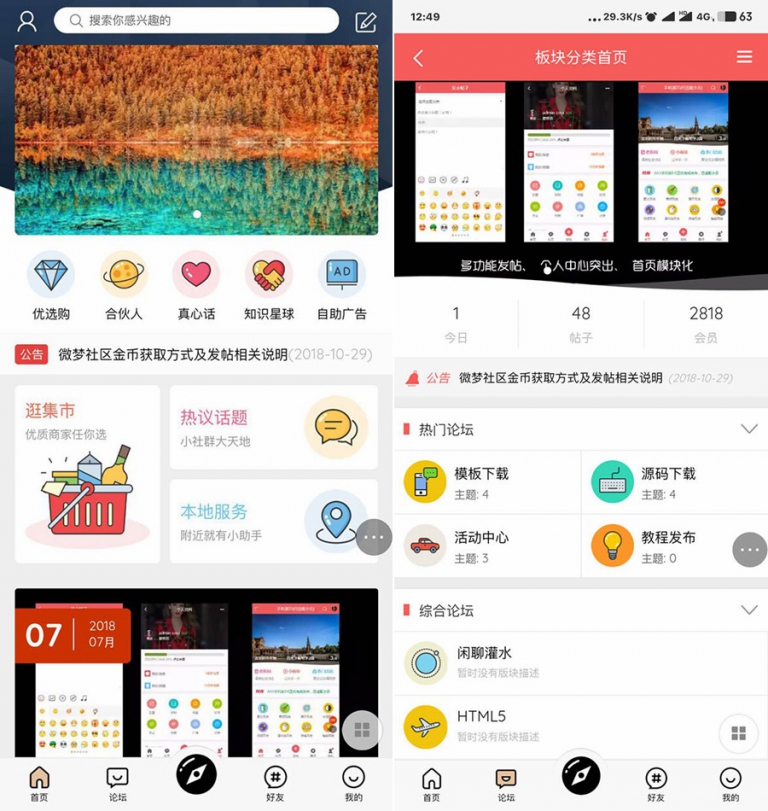 搜索你感兴趣的
优选购
合伙人
真心话
知识星球
AD
自助广告
公告 微梦社区金币获取方式及发帖相关说明(2018-10-29)
逛集市
优质商家任你选
热议话题
小社群大天地
本地服务
附近就有小助手
07
2018
07月
首页
论坛
好友
我的
12:49
...29.3K/s
4G
63
板块分类首页
多功能发帖、个人中心突出、首页模块化
1
今日
48
帖子
2818
会员
公告 微梦社区金币获取方式及发帖相关说明 (2018-10-29)
热门论坛
模板下载
主题: 4
源码下载
主题: 4
活动中心
主题: 3
教程发布
主题: 0
综合论坛
闲聊灌水
暂时没有版块描述
HTML5
暂时没有版块描述
首页
论坛
好友
我的